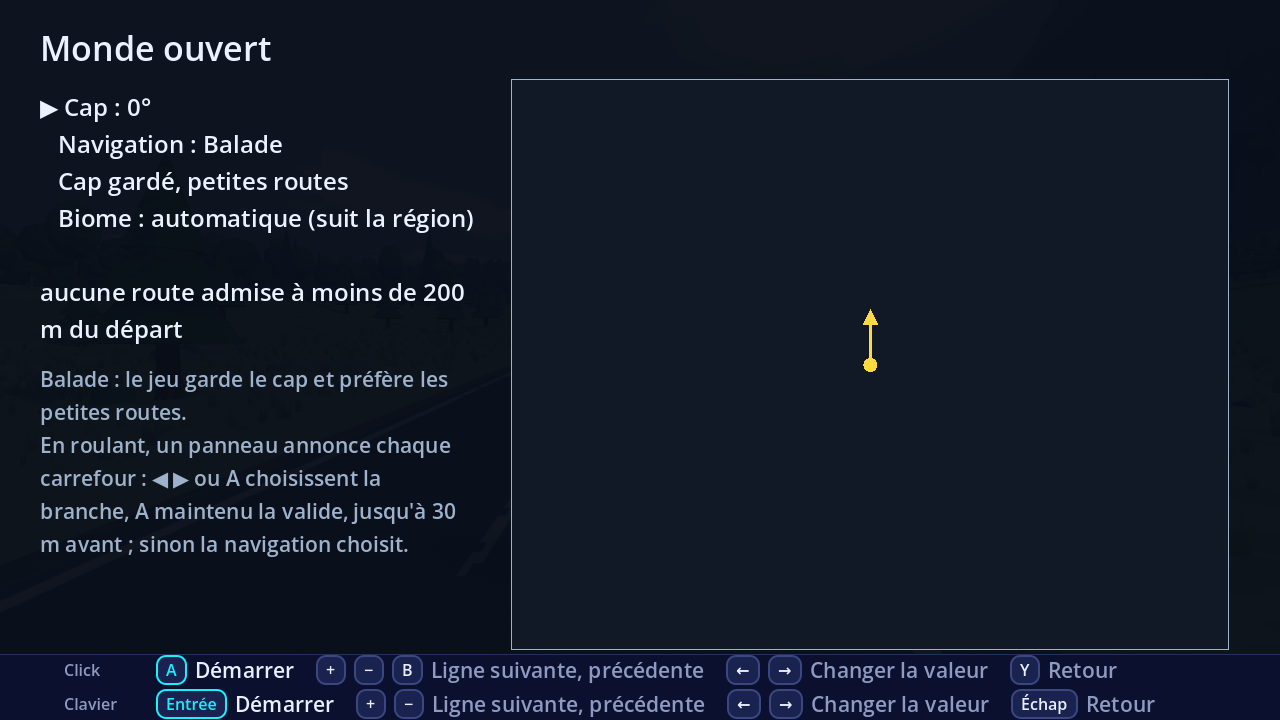 Monde ouvert
▶ Cap : 0°
Navigation : Balade
Cap gardé, petites routes
Biome : automatique (suit la région)
aucune route admise à moins de 200
m du départ
Balade : le jeu garde le cap et préfère les
petites routes.
En roulant, un panneau annonce chaque
carrefour : ◀ ▶ ou A choisissent la
branche, A maintenu la valide, jusqu'à 30
m avant ; sinon la navigation choisit.
Click A Démarrer + − B Ligne suivante, précédente ← → Changer la valeur Y Retour
Clavier Entrée Démarrer + − Ligne suivante, précédente ← → Changer la valeur Échap Retour